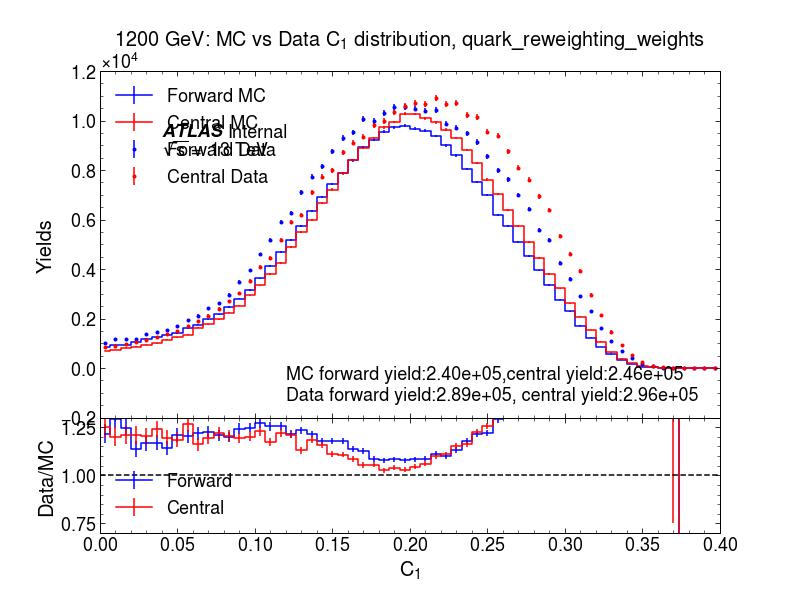 1200 GeV: MC vs Data C₁ distribution, quark_reweighting_weights
×10⁴
1.2
1.0
0.8
0.6
0.4
0.2
0.0
0.2
Yields
Forward MC
Central MC
ATLAS Internal
√s = 13 TeV
Forward Data
Central Data
MC forward yield:2.40e+05,central yield:2.46e+05
Data forward yield:2.89e+05, central yield:2.96e+05
1.25
1.00
0.75
Data/MC
Forward
Central
0.00 0.05 0.10 0.15 0.20 0.25 0.30 0.35 0.40
C₁